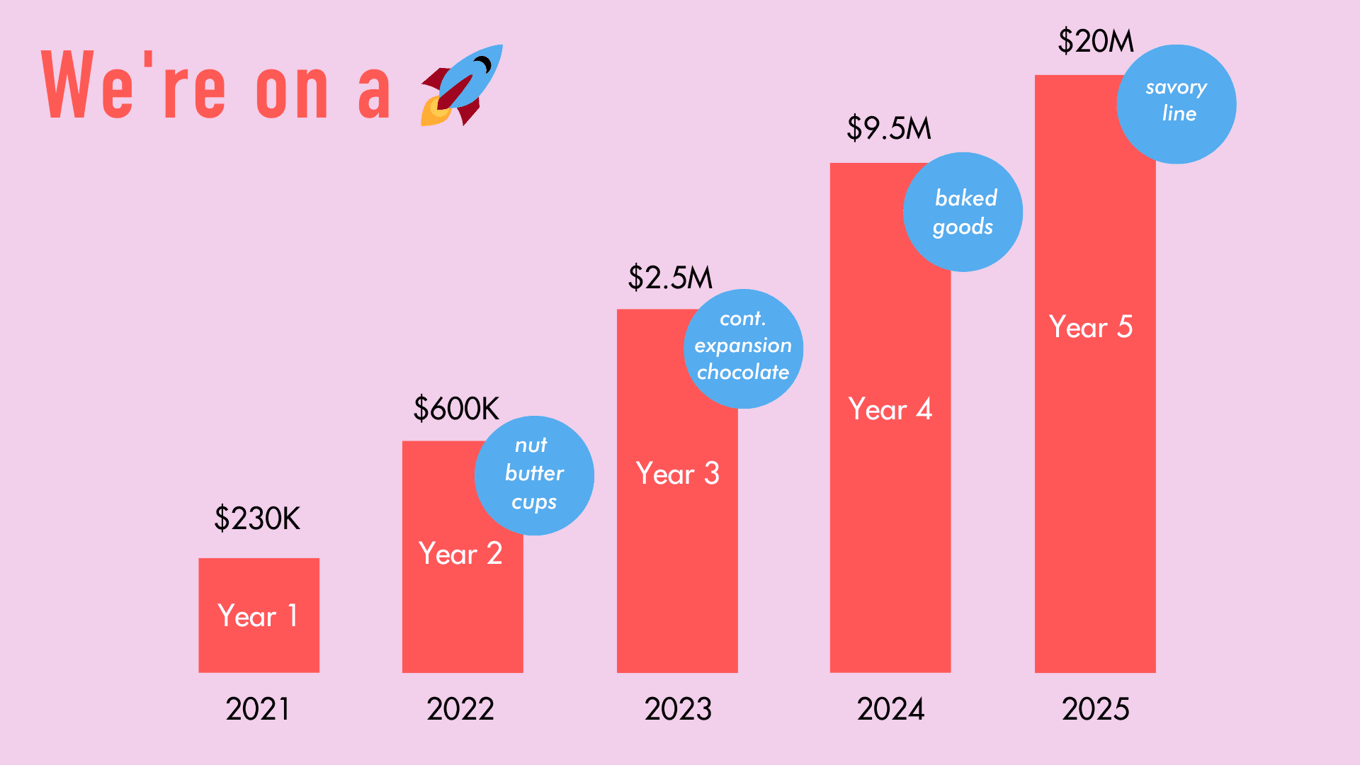 We're on a
$20M
savory
line
$9.5M
baked
goods
$2.5M
cont.
expansion
chocolate
$600K
nut
butter
cups
$230K
Year 1
Year 2
Year 3
Year 4
Year 5
2021
2022
2023
2024
2025